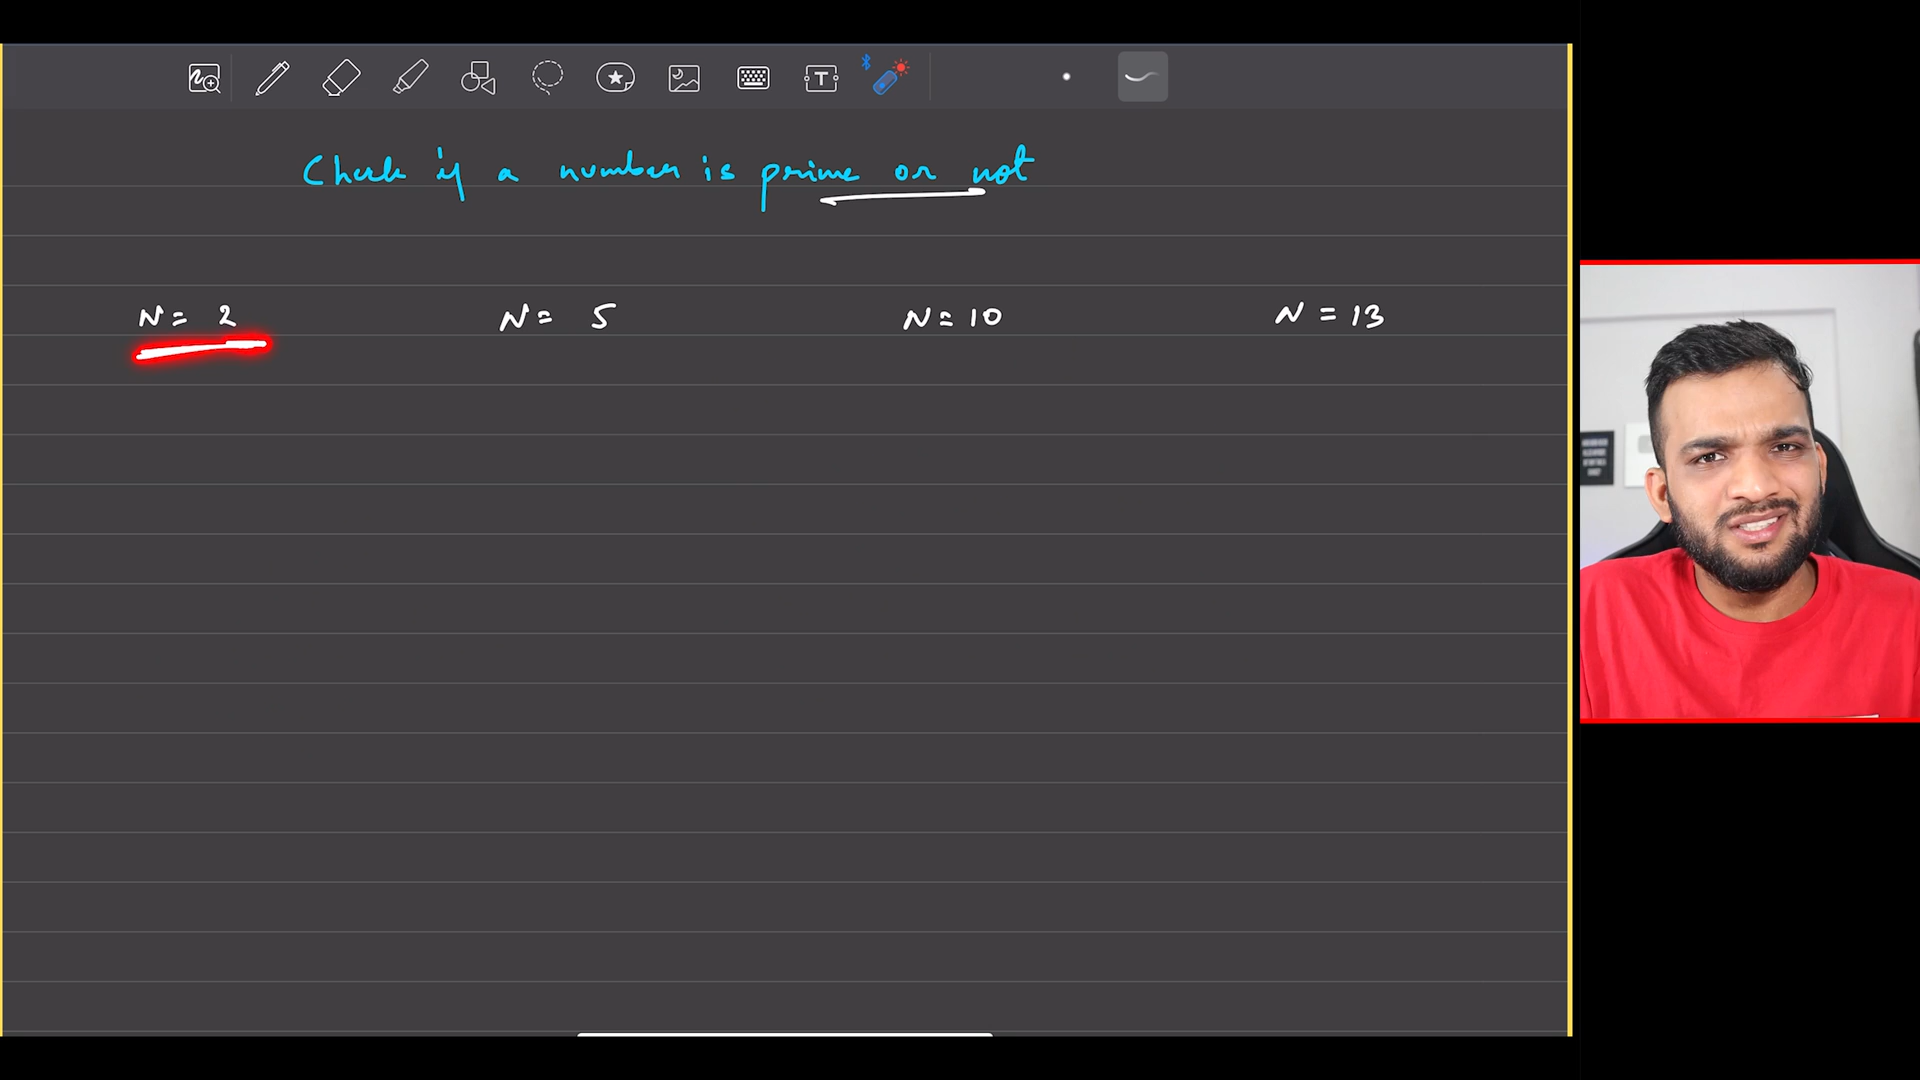 Check if a number is prime or not
N = 2 N = 5 N = 10 N = 13